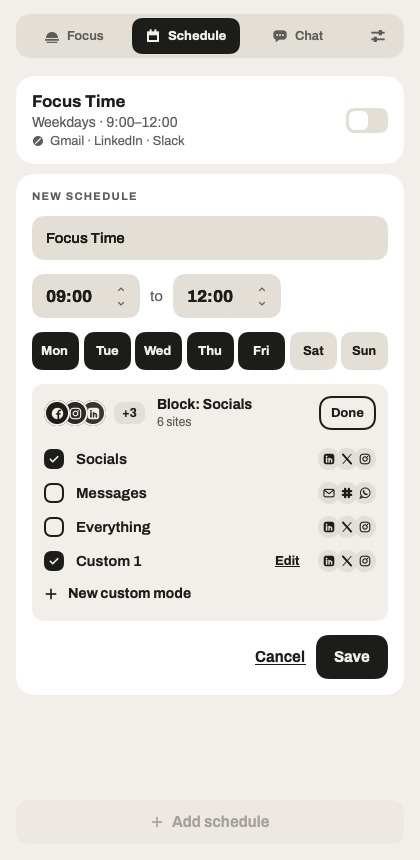 Focus
Schedule
Chat
Focus Time
Weekdays · 9:00–12:00
Gmail · LinkedIn · Slack
NEW SCHEDULE
Focus Time
09:00 to 12:00
Mon Tue Wed Thu Fri Sat Sun
+3
Block: Socials
6 sites
Done
Socials
Messages
Everything
Custom 1 Edit
+ New custom mode
Cancel Save
+ Add schedule